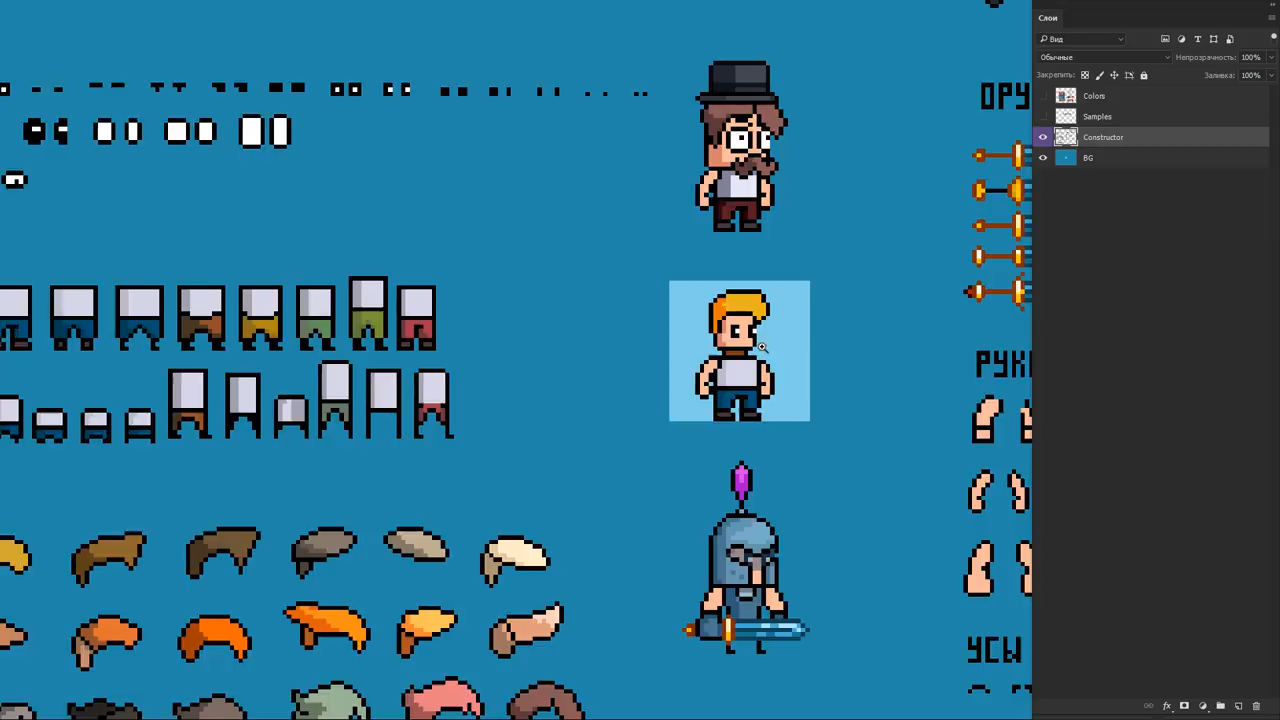 Слои
Вид
Обычные
Непрозрачность: 100%
Закрепить:
Заливка: 100%
Colors
Samples
Constructor
BG
ОРУ
РУК
УСЫ